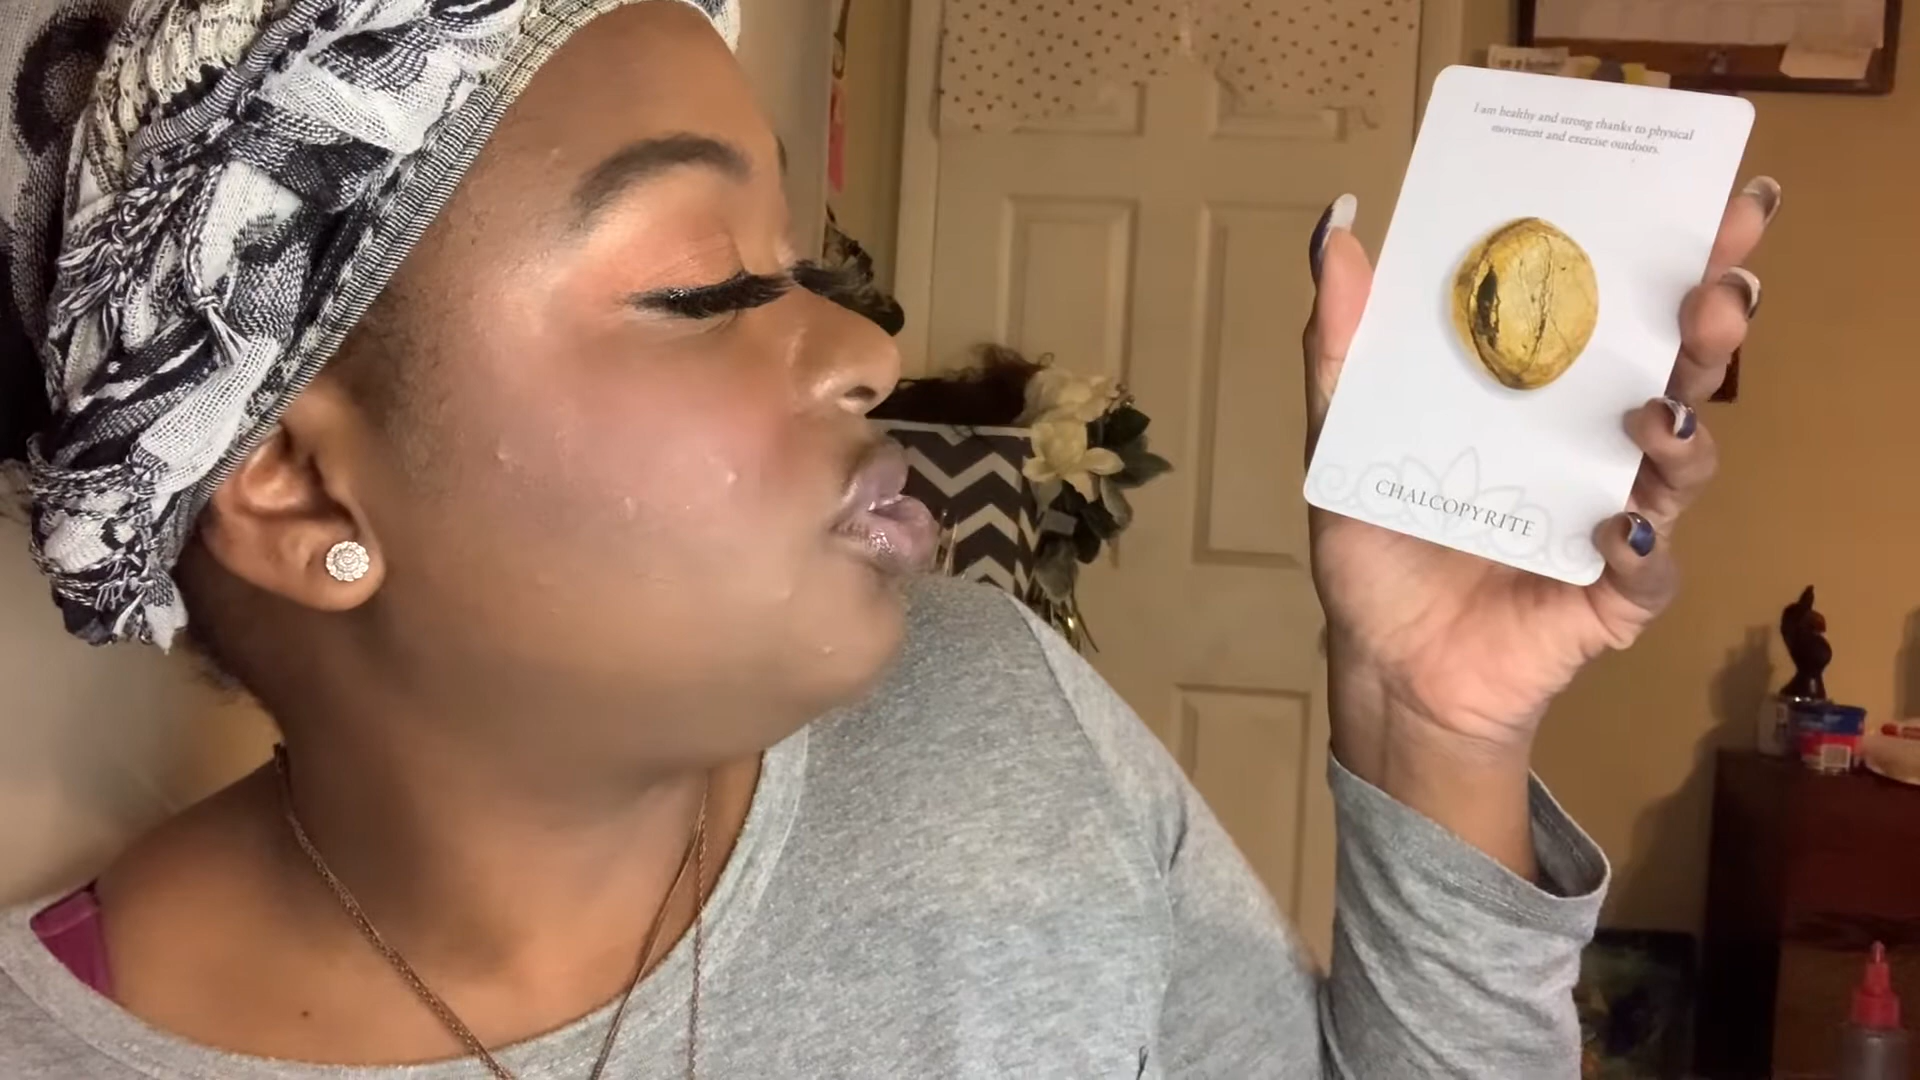 I am healthy and strong thanks to physical
movement and exercise outdoors.
CHALCOPYRITE